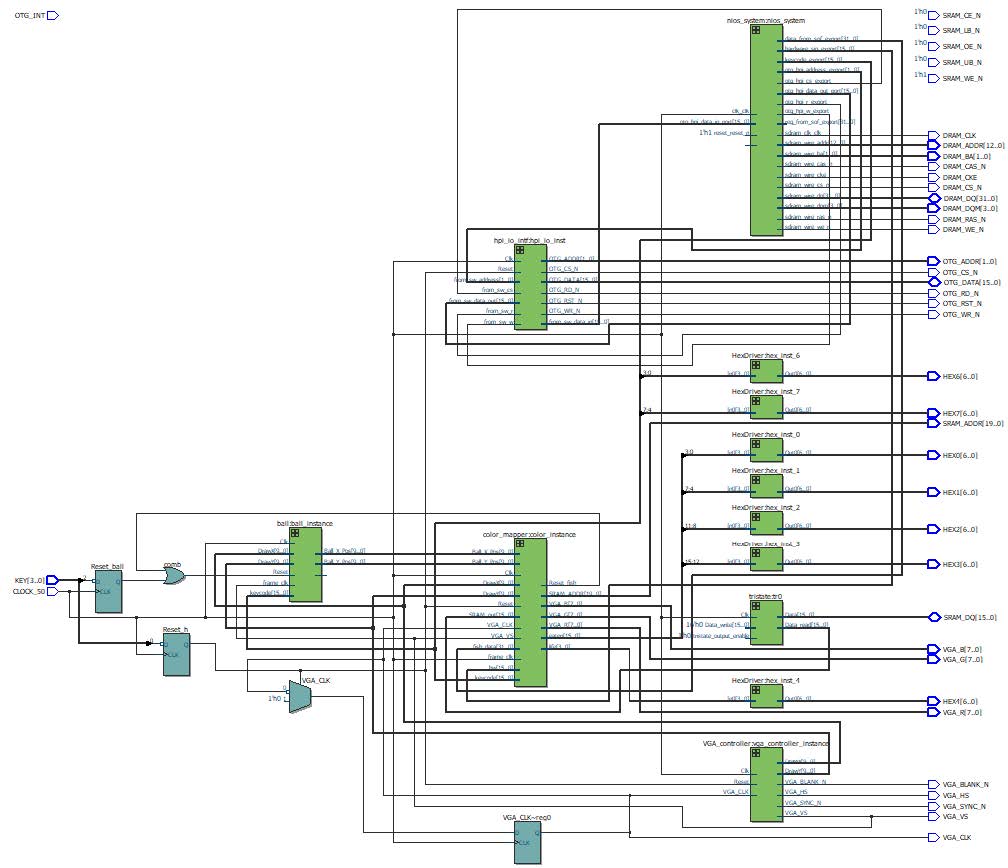 OTG_INT
nios_system:nios_system
data_from_sof_export[31..0]
keycode_export[15..0]
otg_hpi_address_export[1..0]
otg_hpi_cs_export
otg_hpi_data_out_port[15..0]
otg_hpi_r_export
otg_hpi_w_export
clk_clk
otg_hpi_data_in_port[15..0]
req_from_sof_export[31..0]
1'h1 reset_reset_n
sdram_clk_clk
sdram_wire_addr[12..0]
sdram_wire_ba[1..0]
sdram_wire_cas_n
sdram_wire_cke
sdram_wire_cs_n
sdram_wire_dq[31..0]
sdram_wire_dqm[3..0]
sdram_wire_ras_n
sdram_wire_we_n
1'h0 SRAM_CE_N
1'h0 SRAM_LB_N
1'h0 SRAM_OE_N
1'h0 SRAM_UB_N
1'h1 SRAM_WE_N
DRAM_CLK
DRAM_ADDR[12..0]
DRAM_BA[1..0]
DRAM_CAS_N
DRAM_CKE
DRAM_CS_N
DRAM_DQ[31..0]
DRAM_DQM[3..0]
DRAM_RAS_N
DRAM_WE_N
hpi_io_intf:hpi_io_inst
Clk
Reset
from_sw_address[1..0]
from_sw_cs
from_sw_data_out[15..0]
from_sw_r
from_sw_w
OTG_ADDR[1..0]
OTG_CS_N
OTG_DATA[15..0]
OTG_RD_N
OTG_RST_N
OTG_WR_N
from_sw_data_in[15..0]
OTG_ADDR[1..0]
OTG_CS_N
OTG_DATA[15..0]
OTG_RD_N
OTG_RST_N
OTG_WR_N
HexDriver:hex_inst_6
3:0
In0[3..0]
Out0[6..0]
HEX6[6..0]
HexDriver:hex_inst_7
7:4
In0[3..0]
Out0[6..0]
HEX7[6..0]
SRAM_ADDR[19..0]
HexDriver:hex_inst_0
3:0
In0[3..0]
Out0[6..0]
HEX0[6..0]
HexDriver:hex_inst_1
7:4
In0[3..0]
Out0[6..0]
HEX1[6..0]
HexDriver:hex_inst_2
11:8
In0[3..0]
Out0[6..0]
HEX2[6..0]
HexDriver:hex_inst_3
15:12
In0[3..0]
Out0[6..0]
HEX3[6..0]
ball:ball_instance
Clk
DrawX[9..0]
DrawY[9..0]
Reset
frame_clk
keycode[15..0]
Ball_X_Pos[9..0]
Ball_Y_Pos[9..0]
color_mapper:color_instance
Ball_X_Pos[9..0]
Ball_Y_Pos[9..0]
Clk
DrawX[9..0]
DrawY[9..0]
Reset
SRAM_out[15..0]
VGA_CLK
VGA_VS
fish_data[31..0]
frame_clk
keycode[15..0]
Reset_fish
SRAM_ADDR[19..0]
VGA_B[7..0]
VGA_G[7..0]
VGA_R[7..0]
Reset_ball
D
Q
CLK
comb
KEY[3..0]
CLOCK_50
Reset_h
D
Q
CLK
VGA_CLK
0
1'h0 1
tristate:tr0
Clk
1'h0 Data_write[15..0]
1'h0 tristate_output_enable
Data[15..0]
Data_read[15..0]
SRAM_DQ[15..0]
VGA_B[7..0]
VGA_G[7..0]
HexDriver:hex_inst_4
In0[3..0]
Out0[6..0]
HEX4[6..0]
VGA_R[7..0]
VGA_controller:vga_controller_instance
Clk
Reset
VGA_CLK
DrawX[9..0]
DrawY[9..0]
VGA_BLANK_N
VGA_HS
VGA_SYNC_N
VGA_VS
VGA_BLANK_N
VGA_HS
VGA_SYNC_N
VGA_VS
VGA_CLK
VGA_CLK~reg0
D
Q
CLK